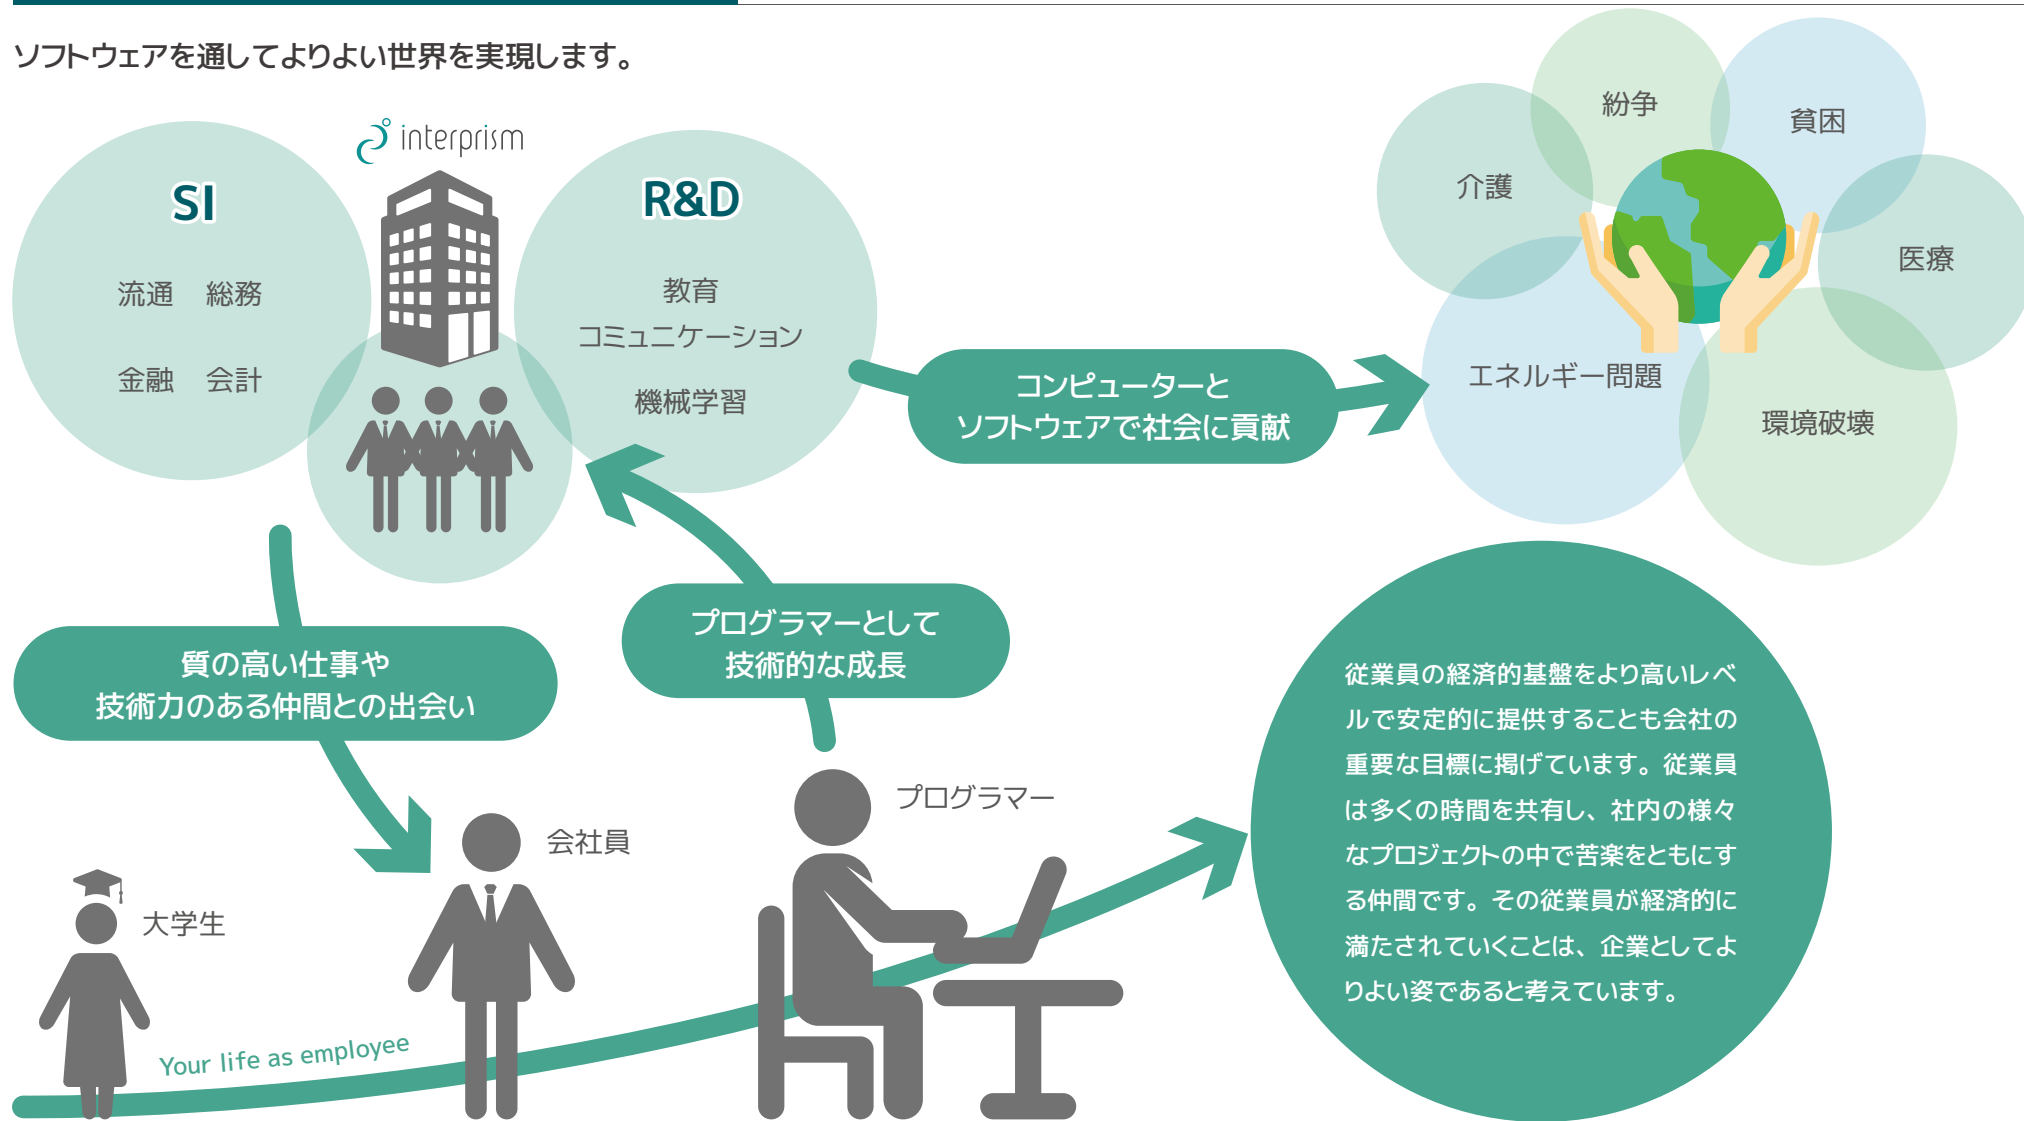 ソフトウェアを通してよりよい世界を実現します。
interprism
SI
流通 総務
金融 会計
R&D
教育
コミュニケーション
機械学習
コンピューターと
ソフトウェアで社会に貢献
紛争
貧困
介護
医療
エネルギー問題
環境破壊
質の高い仕事や
技術力のある仲間との出会い
プログラマーとして
技術的な成長
大学生
会社員
プログラマー
Your life as employee
従業員の経済的基盤をより高いレベ
ルで安定的に提供することも会社の
重要な目標に掲げています。従業員
は多くの時間を共有し、社内の様々
なプロジェクトの中で苦楽をともにす
る仲間です。その従業員が経済的に
満たされていくことは、企業としてよ
りよい姿であると考えています。